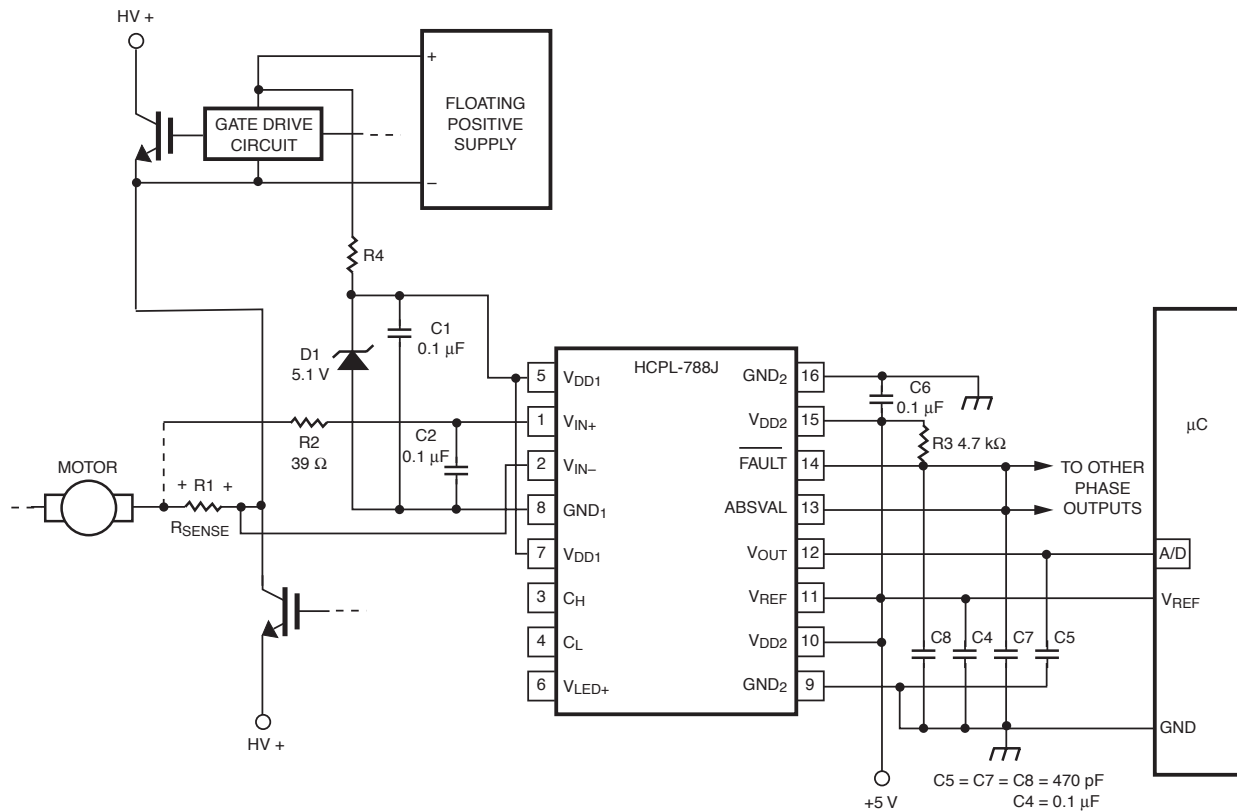 HV +
+
FLOATING
POSITIVE
SUPPLY
–
GATE DRIVE
CIRCUIT
R4
C1
0.1 µF
D1
5.1 V
R2
39 Ω
C2
0.1 µF
MOTOR
+ R1 +
RSENSE
HV +
HCPL-788J
5 VDD1
1 VIN+
2 VIN–
8 GND1
7 VDD1
3 CH
4 CL
6 VLED+
GND2 16
VDD2 15
FAULT 14
ABSVAL 13
VOUT 12
VREF 11
VDD2 10
GND2 9
C6
0.1 µF
R3 4.7 kΩ
TO OTHER
PHASE
OUTPUTS
µC
A/D
VREF
GND
C8 C4 C7 C5
C5 = C7 = C8 = 470 pF
C4 = 0.1 µF
+5 V